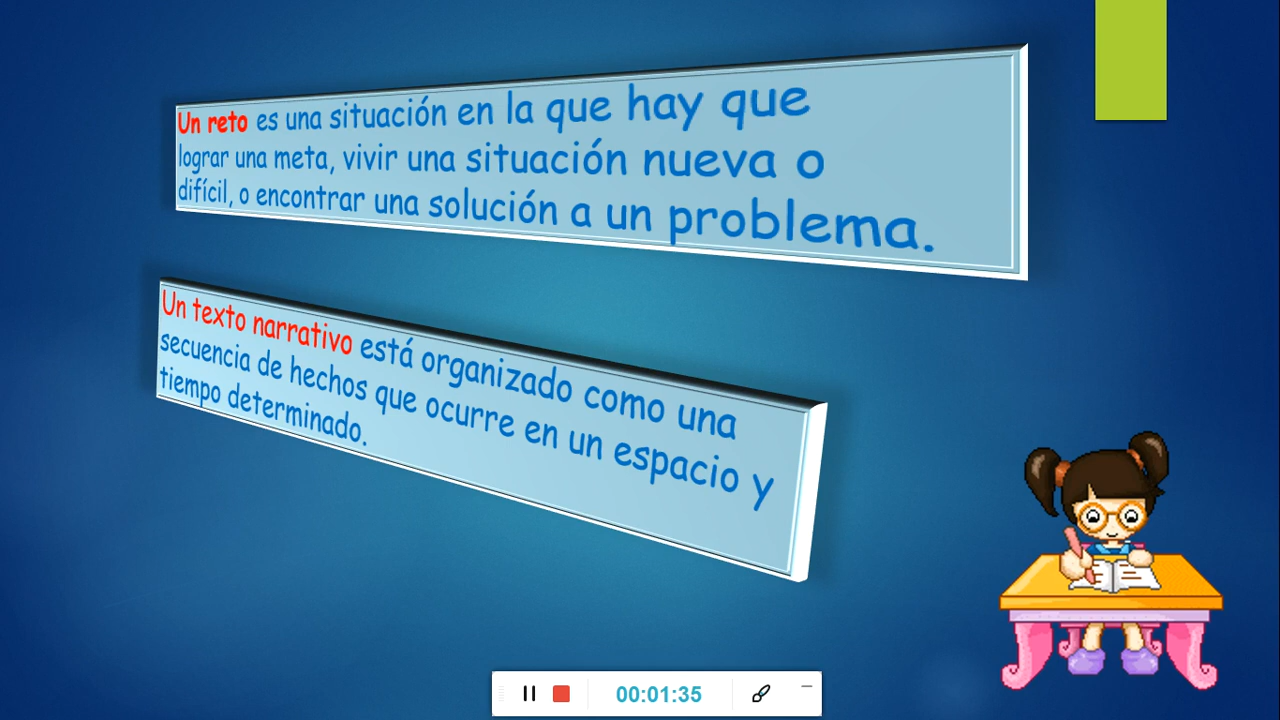 Un reto es una situación en la que hay que
lograr una meta, vivir una situación nueva o
difícil, o encontrar una solución a un problema.
Un texto narrativo está organizado como una
secuencia de hechos que ocurre en un espacio y
tiempo determinado.
00:01:35